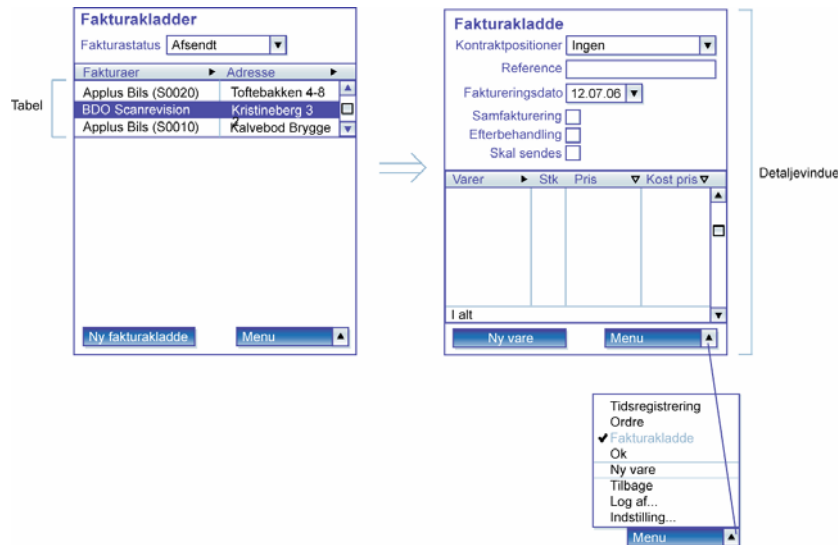 Fakturakladder
Fakturastatus Afsendt
Fakturaer Adresse
Applus Bils (S0020) Toftebakken 4-8
BDO Scanrevision Kristineberg 3
2
Applus Bils (S0010) Kalvebod Brygge
Tabel
Ny fakturakladde Menu
Fakturakladde
Kontraktpositioner Ingen
Reference
Faktureringsdato 12.07.06
Samfakturering
Efterbehandling
Skal sendes
Varer Stk Pris Kost pris
I alt
Ny vare Menu
Detaljevindue
Tidsregistrering
Ordre
Fakturakladde
Ok
Ny vare
Tilbage
Log af...
Indstilling...
Menu